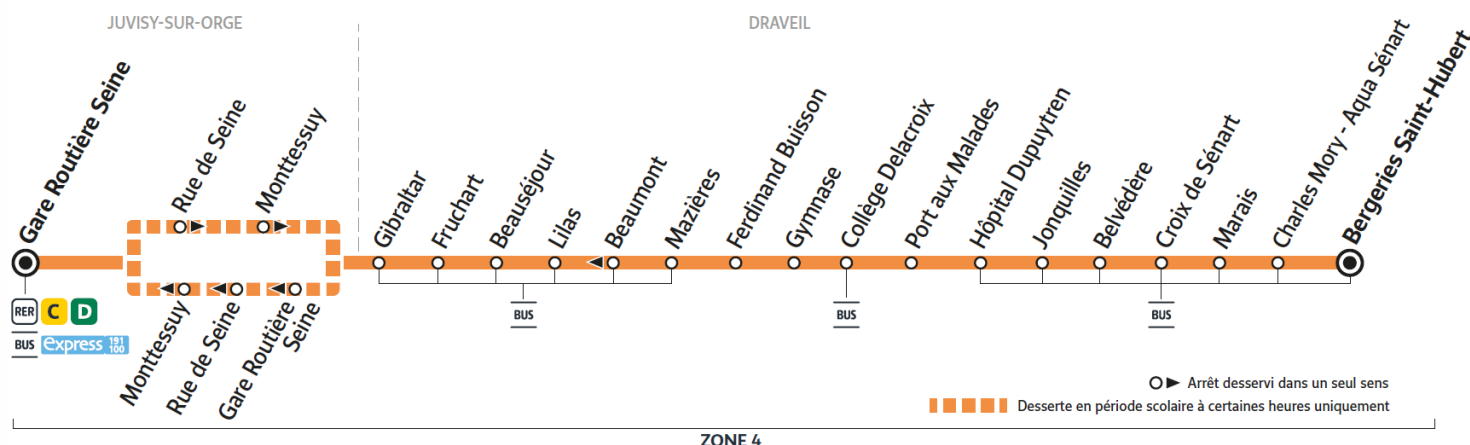 JUVISY-SUR-ORGE
DRAVEIL
Gare Routière Seine
Rue de Seine
Monttessuy
Gibraltar
Fruchart
Beauséjour
Lilas
Beaumont
Mazières
Ferdinand Buisson
Gymnase
Collège Delacroix
Port aux Malades
Hôpital Dupuytren
Jonquilles
Belvédère
Croix de Sénart
Marais
Charles Mory - Aqua Sénart
Bergeries Saint-Hubert
RER C D
BUS express 191 100
Monttessuy
Rue de Seine
Gare Routière
Seine
BUS
BUS
BUS
Arrêt desservi dans un seul sens
Desserte en période scolaire à certaines heures uniquement
ZONE 4